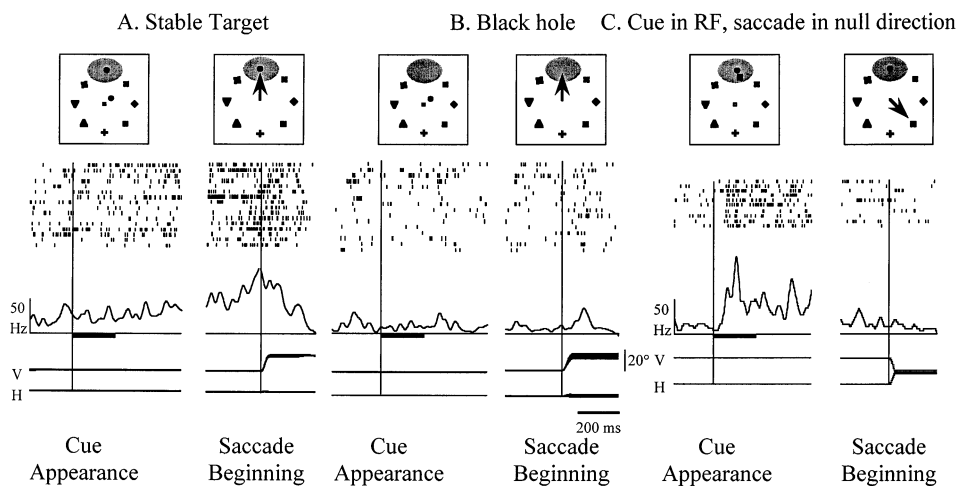 A. Stable Target
B. Black hole
C. Cue in RF, saccade in null direction
50
Hz
V
H
50
Hz
20° V
H
200 ms
Cue
Appearance
Saccade
Beginning
Cue
Appearance
Saccade
Beginning
Cue
Appearance
Saccade
Beginning